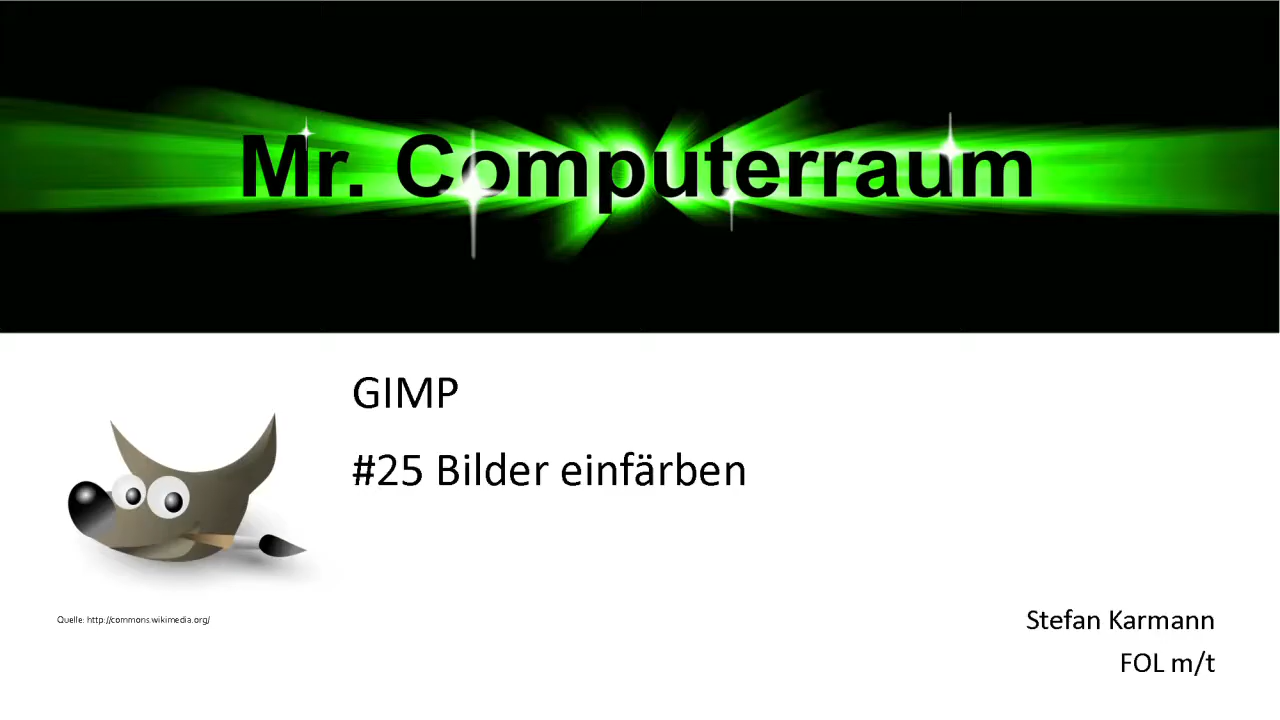 Mr. Computerraum
GIMP
#25 Bilder einfärben
Quelle: http://commons.wikimedia.org/
Stefan Karmann
FOL m/t